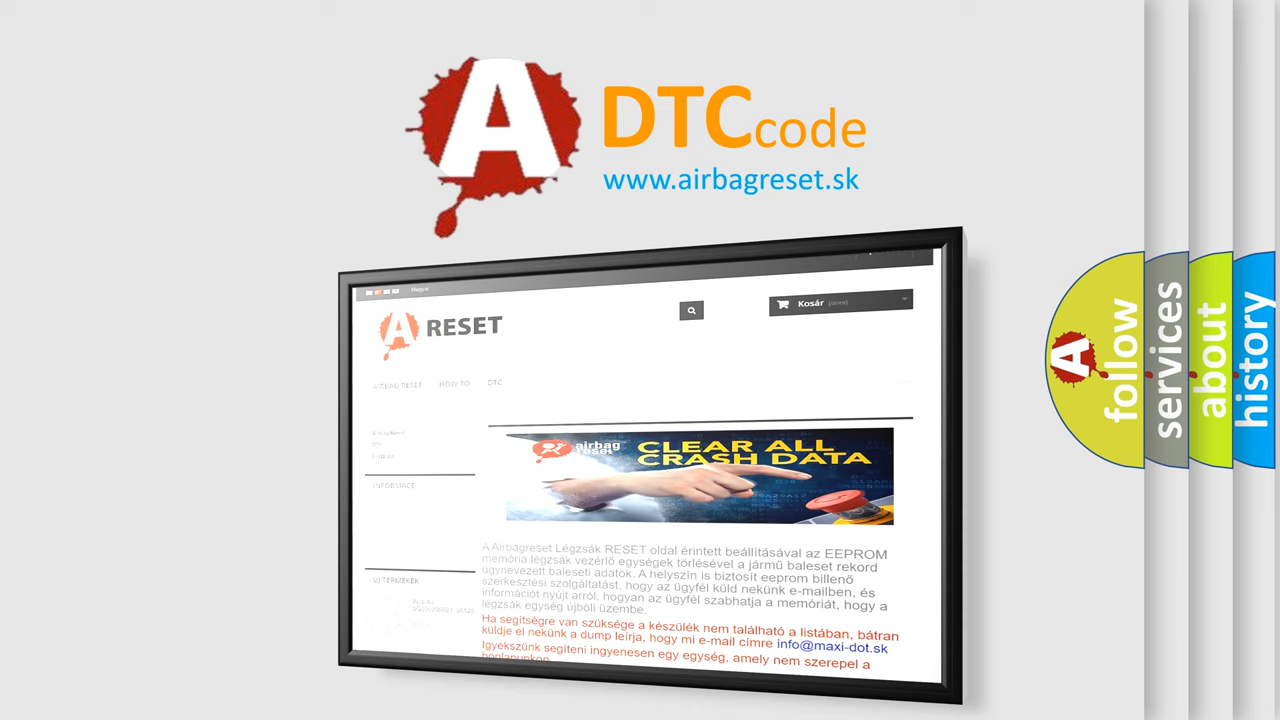 A
DTCcode
www.airbagreset.sk
Magyar
A RESET
Kosár (üres)
AIRBAG RESET HOW TO DTC
INFORMACE
airbag
reset
CLEAR ALL
CRASH DATA
A Airbagreset Légzsák RESET oldal érintett beállításával az EEPROM
memória légzsák vezérlő egységek törlésével a jármű baleset rekord
úgynevezett baleseti adatok. A helyszín is biztosít eeprom billenő
szerkesztési szolgáltatást, hogy az ügyfél küld nekünk e-mailben, és
információt nyújt arról, hogyan az ügyfél szabhatja a memóriát, hogy a
légzsák egység újbóli üzembe.
Ha segítségre van szüksége a készülék nem található a listában, bátran
küldje el nekünk a dump leírja, hogy mi e-mail címre info@maxi-dot.sk
Igyekszünk segíteni ingyenesen egy egység, amely nem szerepel a
honlapunkon
ÚJ TERMÉKEK
A
follow
services
about
history